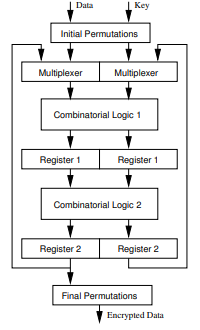 Data Key
Initial Permutations
Multiplexer Multiplexer
Combinatorial Logic 1
Register 1 Register 1
Combinatorial Logic 2
Register 2 Register 2
Final Permutations
Encrypted Data